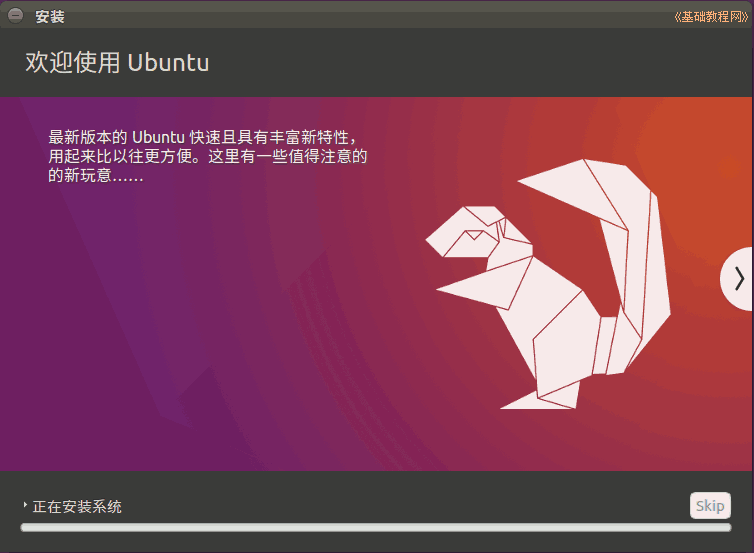 安装
《基础教程网》
欢迎使用 Ubuntu
最新版本的 Ubuntu 快速且具有丰富新特性，
用起来比以往更方便。这里有一些值得注意的
的新玩意……
正在安装系统
Skip